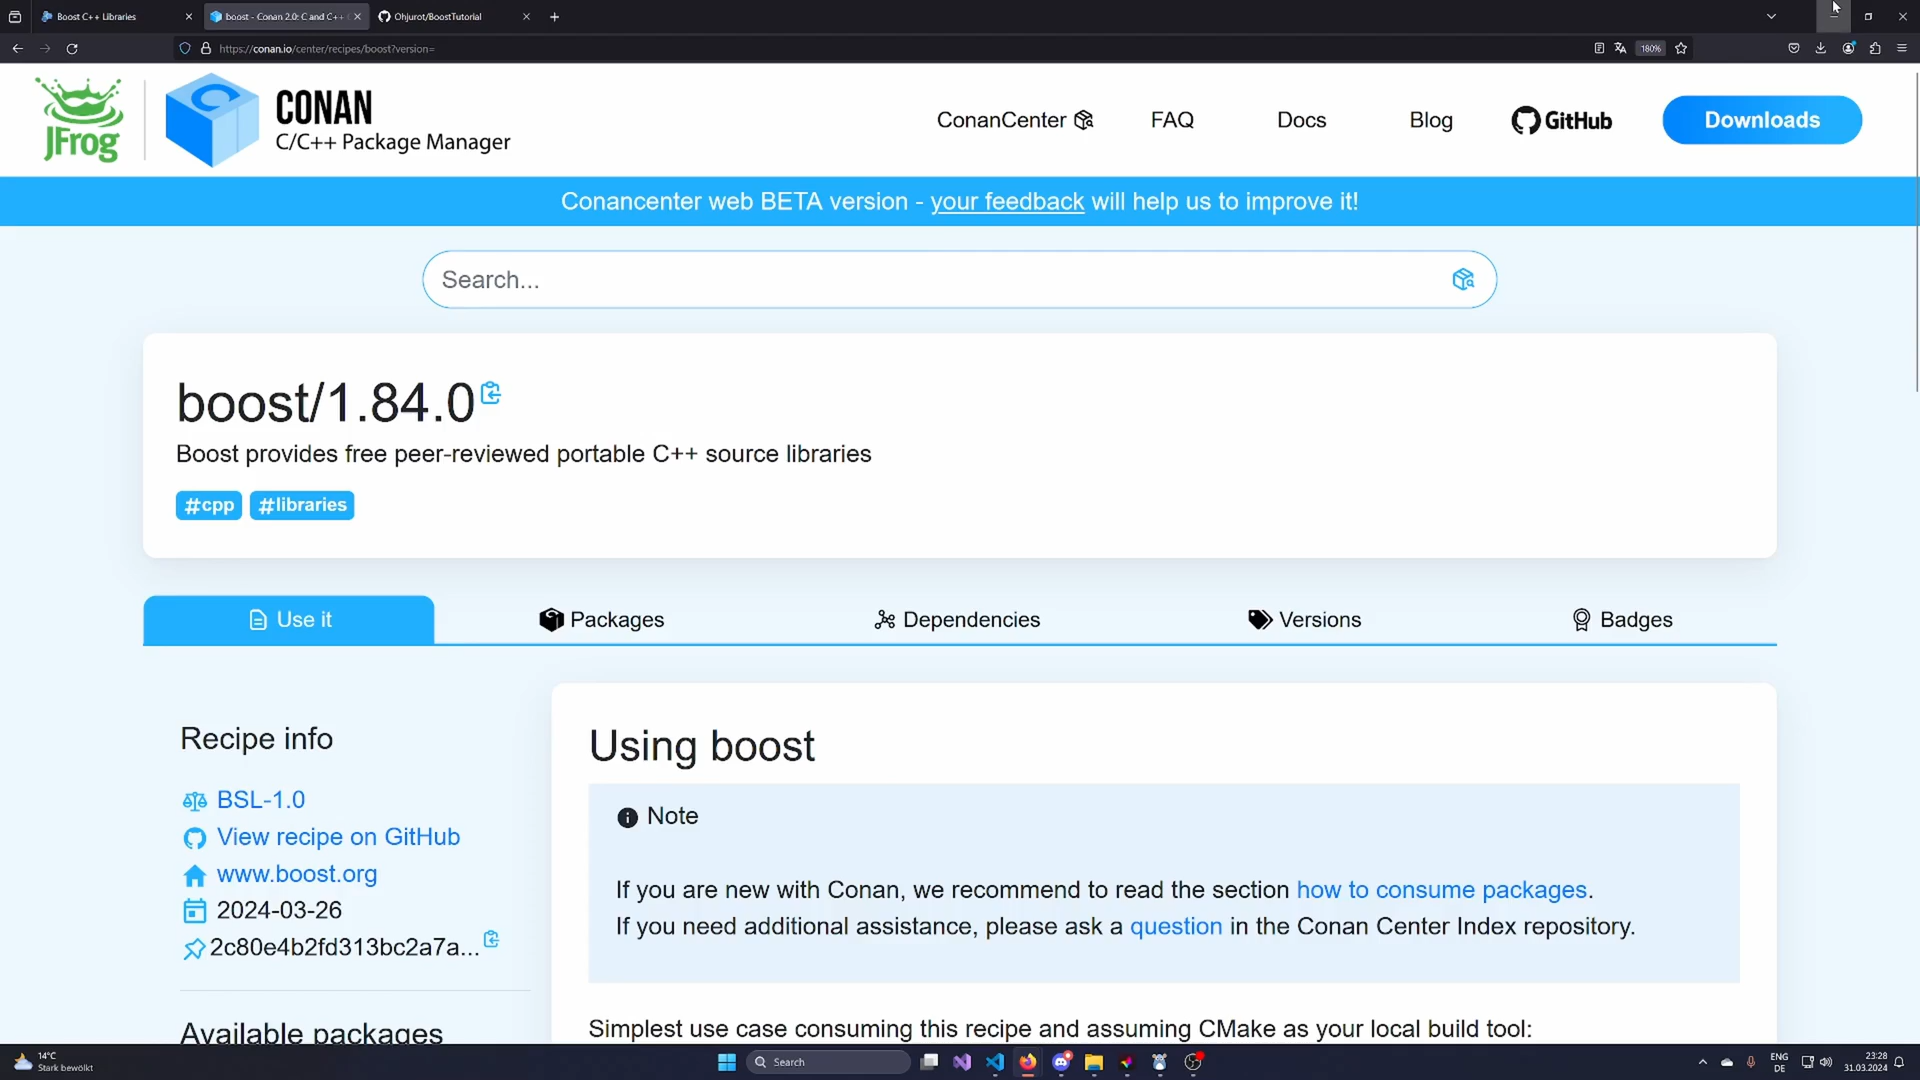 Boost C++ Libraries
boost - Conan 2.0: C and C++
Ohjurot/BoostTutorial
https://conan.io/center/recipes/boost?version=
180%
JFrog
CONAN
C/C++ Package Manager
ConanCenter
FAQ
Docs
Blog
GitHub
Downloads
Conancenter web BETA version - your feedback will help us to improve it!
Search...
boost/1.84.0
Boost provides free peer-reviewed portable C++ source libraries
#cpp
#libraries
Use it
Packages
Dependencies
Versions
Badges
Recipe info
BSL-1.0
View recipe on GitHub
www.boost.org
2024-03-26
2c80e4b2fd313bc2a7a...
Available packages
Using boost
Note
If you are new with Conan, we recommend to read the section how to consume packages.
If you need additional assistance, please ask a question in the Conan Center Index repository.
Simplest use case consuming this recipe and assuming CMake as your local build tool:
14°C
Stark bewölkt
Search
ENG
DE
23:28
31.03.2024